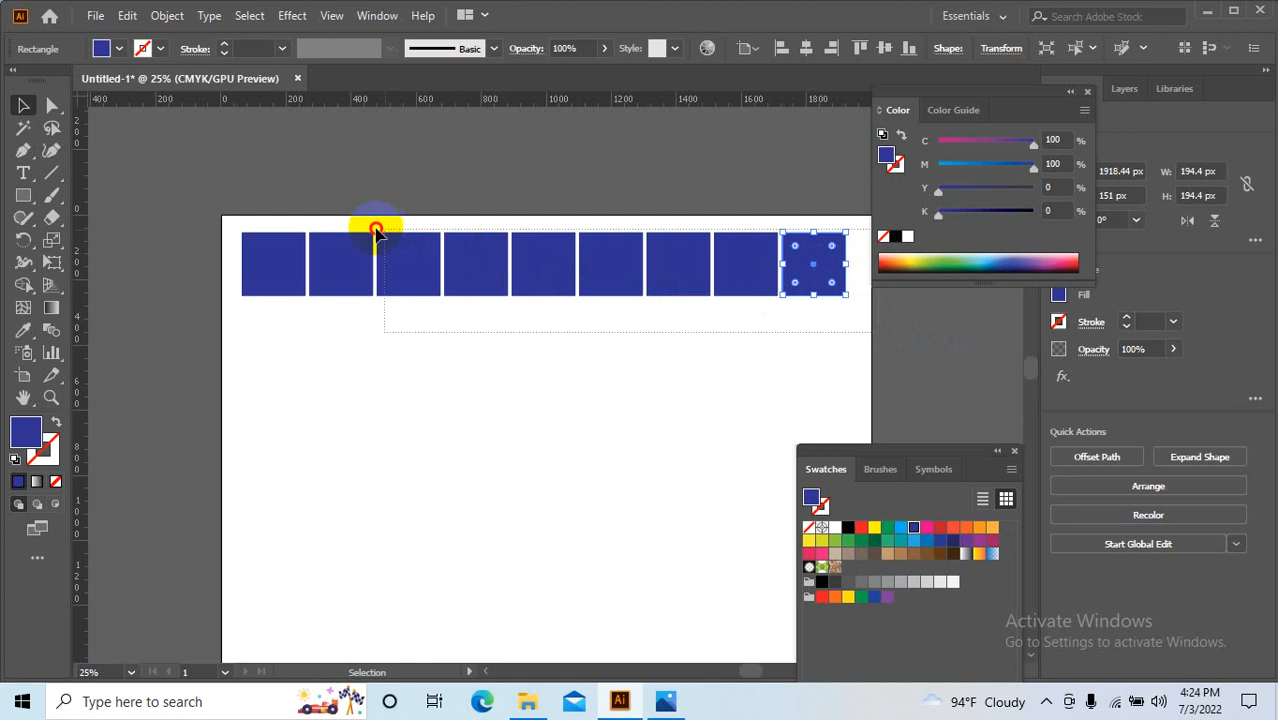 Ai File Edit Object Type Select Effect View Window Help Essentials Search Adobe Stock
Rectangle Stroke: Basic Opacity: 100% Style: Shape: Transform
Untitled-1* @ 25% (CMYK/GPU Preview)
400 200 0 200 400 600 800 1000 1200 1400 1600 1800
Layers Libraries
Color Color Guide
C 100 %
M 100 %
Y 0 %
K 0 %
1918.44 px W: 194.4 px
151 px H: 194.4 px
0°
Fill
Stroke
Opacity 100%
fx
Quick Actions
Offset Path Expand Shape
Arrange
Recolor
Start Global Edit
Swatches Brushes Symbols
Activate Windows
Go to Settings to activate Windows.
25% 1 Selection
Type here to search Ai 94°F Cloudy 4:24 PM
7/3/2022